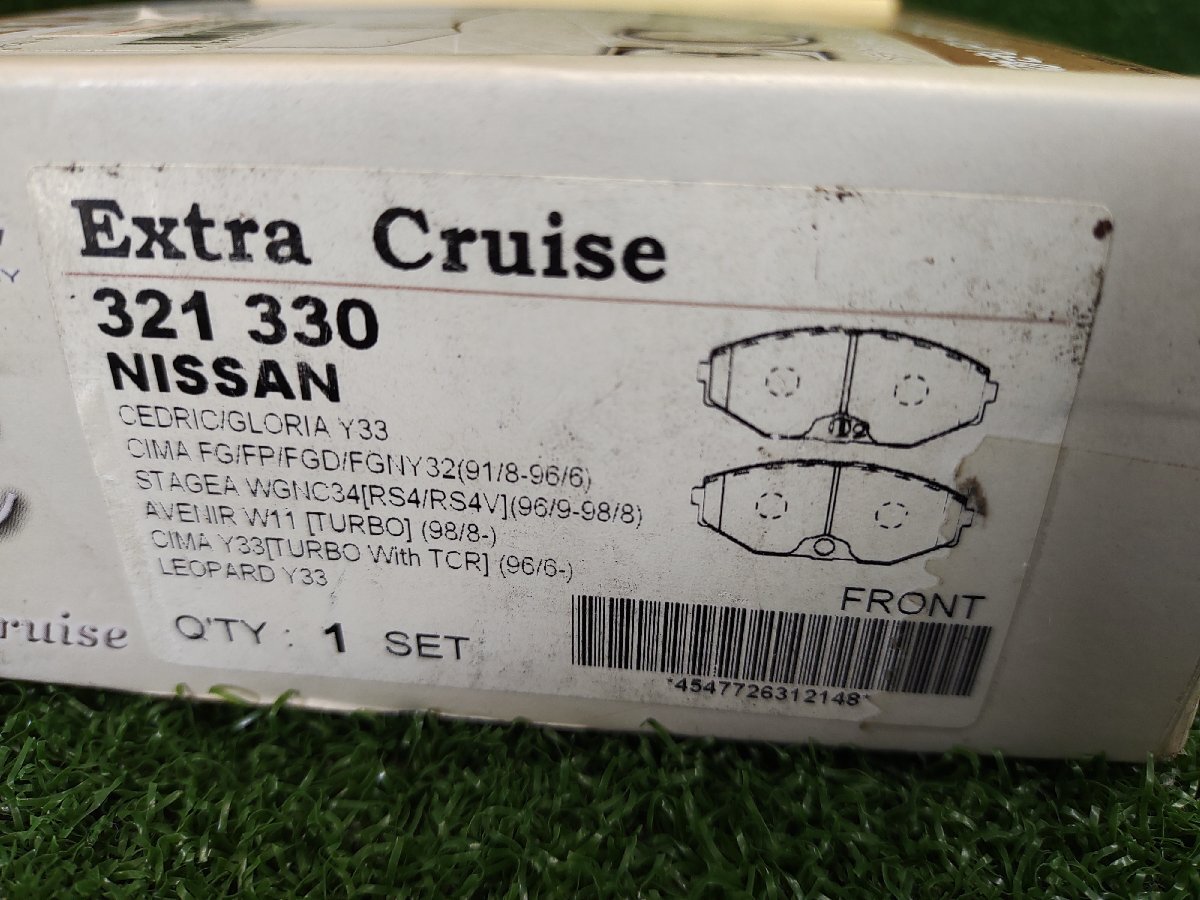 Extra Cruise
321 330
NISSAN
CEDRIC/GLORIA Y33
CIMA FG/FP/FGD/FGNY32(91/8-96/6)
STAGEA WGNC34[RS4/RS4V](96/9-98/8)
AVENIR W11 [TURBO] (98/8-)
CIMA Y33[TURBO With TCR] (96/6-)
LEOPARD Y33
FRONT
Q'TY : 1 SET
*4547726312148*
ruise